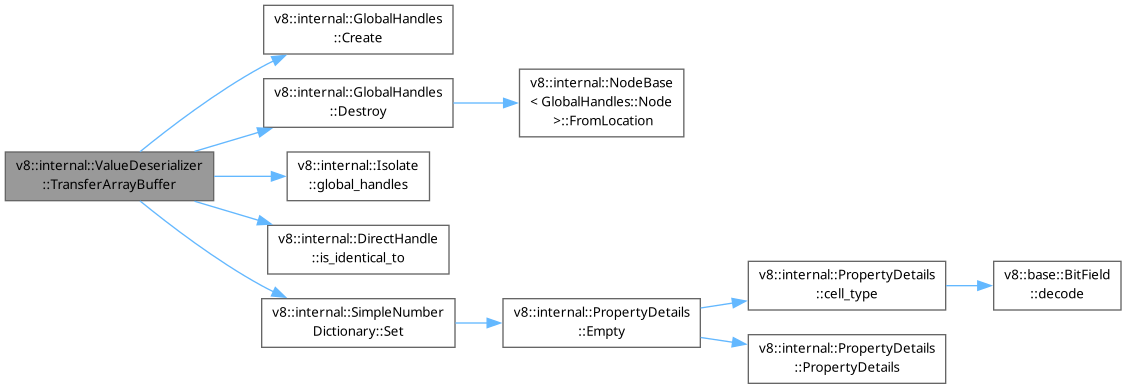 v8::internal::GlobalHandles
::Create
v8::internal::GlobalHandles
::Destroy
v8::internal::NodeBase
< GlobalHandles::Node
>::FromLocation
v8::internal::ValueDeserializer
::TransferArrayBuffer
v8::internal::Isolate
::global_handles
v8::internal::DirectHandle
::is_identical_to
v8::internal::SimpleNumber
Dictionary::Set
v8::internal::PropertyDetails
::Empty
v8::internal::PropertyDetails
::cell_type
v8::base::BitField
::decode
v8::internal::PropertyDetails
::PropertyDetails